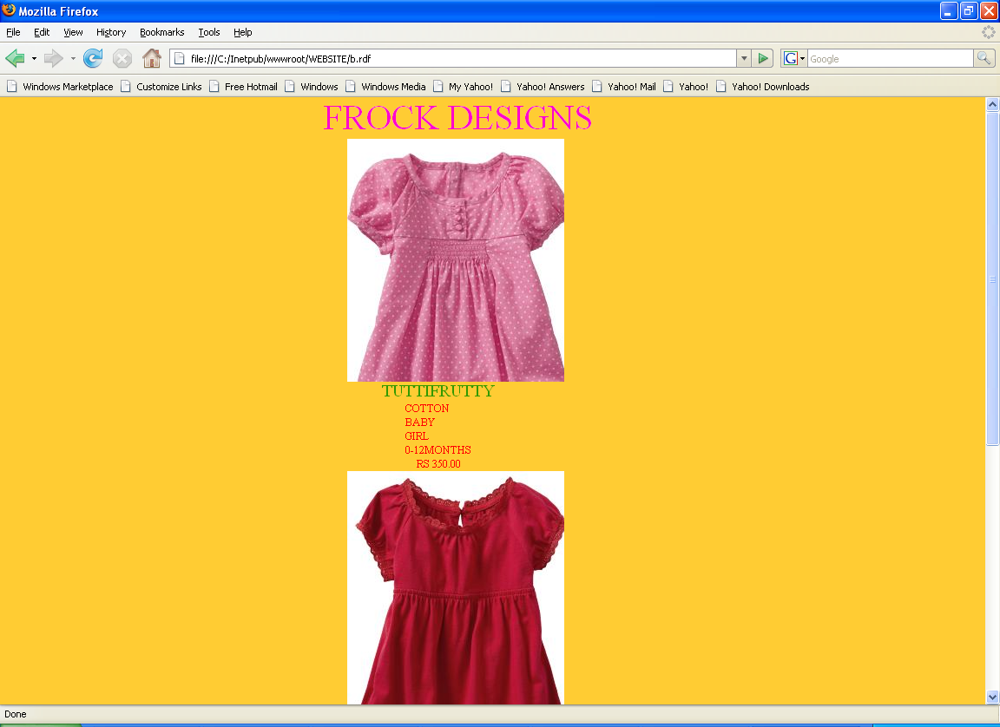 Mozilla Firefox
File Edit View History Bookmarks Tools Help
file:///C:/Inetpub/wwwroot/WEBSITE/b.rdf G Google
Windows Marketplace Customize Links Free Hotmail Windows Windows Media My Yahoo! Yahoo! Answers Yahoo! Mail Yahoo! Yahoo! Downloads
FROCK DESIGNS
TUTTIFRUTTY
COTTON
BABY
GIRL
0-12MONTHS
RS 350.00
Done